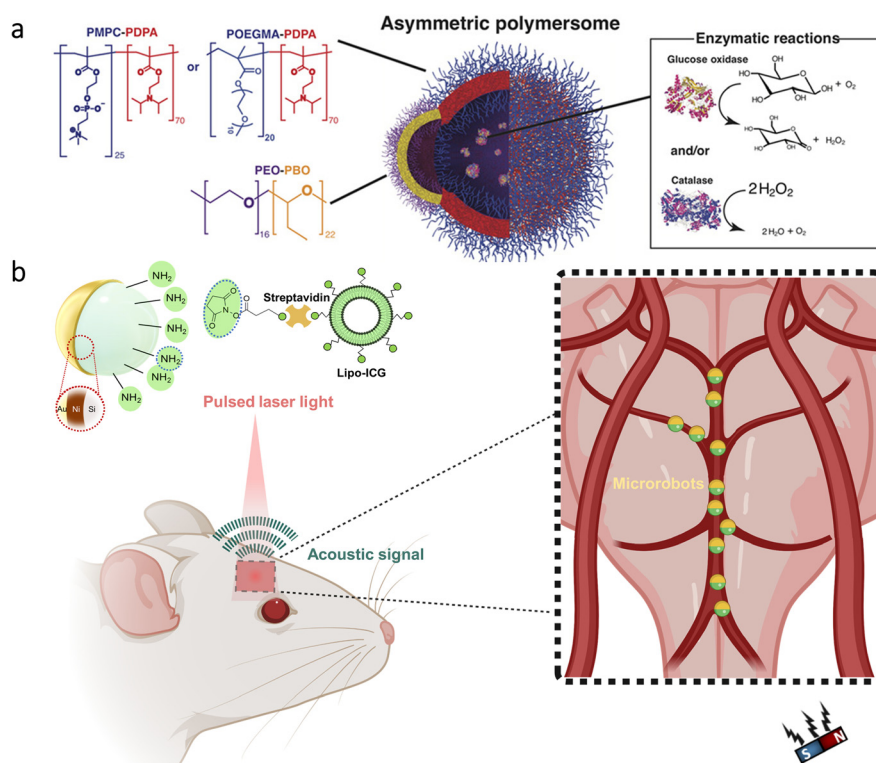 a
PMPC-PDPA
or
POEGMA-PDPA
25
70
10
20
70
PEO-PBO
16
22
Asymmetric polymersome
Enzymatic reactions
Glucose oxidase
+ O₂
+ H₂O₂
and/or
Catalase
2H₂O₂
2H₂O + O₂
b
NH₂
NH₂
NH₂
NH₂
NH₂
NH₂
Au Ni Si
Streptavidin
Lipo-ICG
Pulsed laser light
Acoustic signal
Microrobots
S N